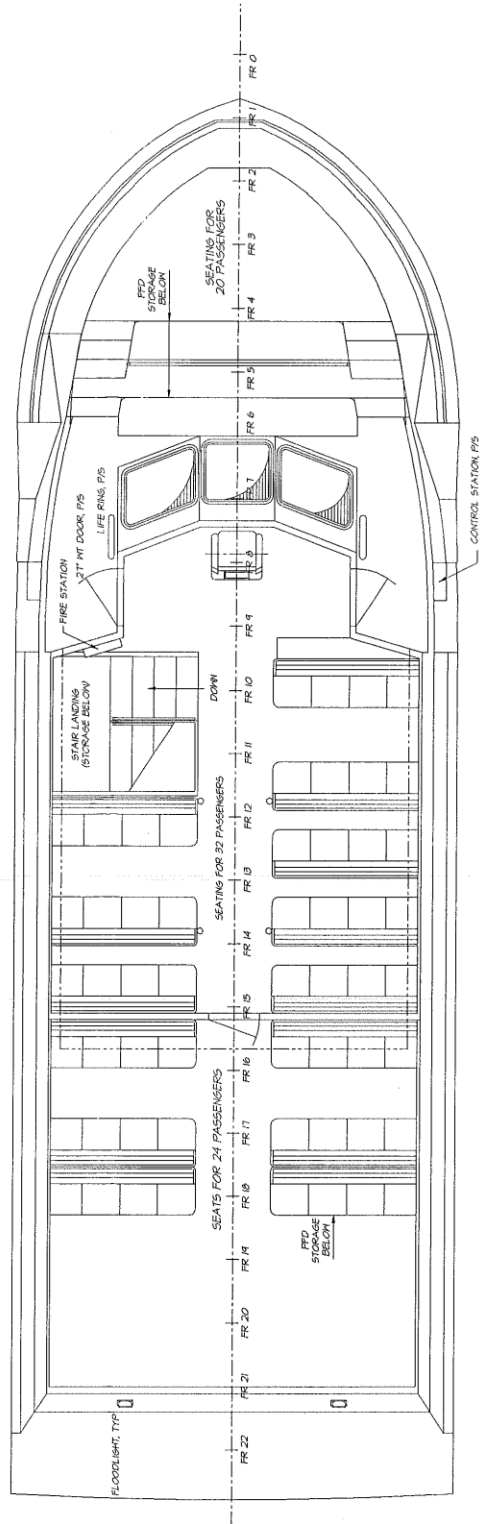 FR 0
FR 1
FR 2
FR 3
SEATING FOR
20 PASSENGERS
FR 4
PFD
STORAGE
BELOW
FR 5
FR 6
7
LIFE RING, P/S
27" WT DOOR, P/S
FIRE STATION
CONTROL STATION, P/S
FR 8
FR 9
STAIR LANDING
(STORAGE BELOW)
DOWN
FR 10
FR 11
SEATING FOR 32 PASSENGERS
FR 12
FR 13
FR 14
FR 15
FR 16
SEATS FOR 24 PASSENGERS
FR 17
FR 18
PFD
STORAGE
BELOW
FR 19
FR 20
FR 21
FLOODLIGHT, TYP
FR 22